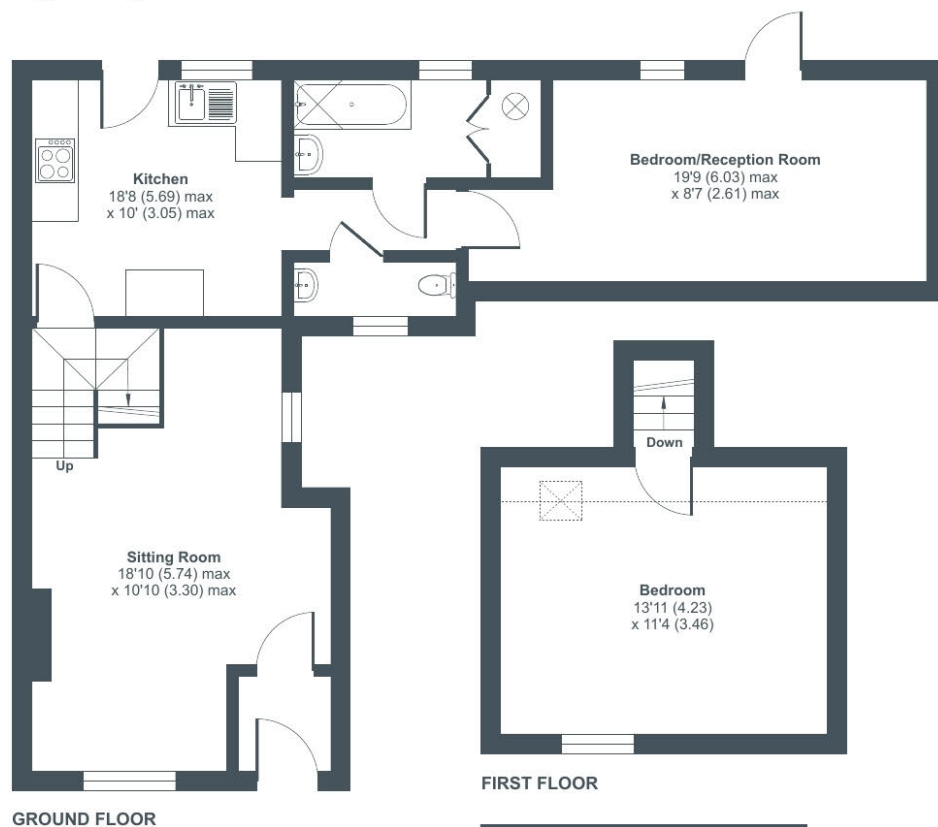 Kitchen
18'8 (5.69) max
x 10' (3.05) max
Bedroom/Reception Room
19'9 (6.03) max
x 8'7 (2.61) max
Up
Sitting Room
18'10 (5.74) max
x 10'10 (3.30) max
Down
Bedroom
13'11 (4.23)
x 11'4 (3.46)
FIRST FLOOR
GROUND FLOOR